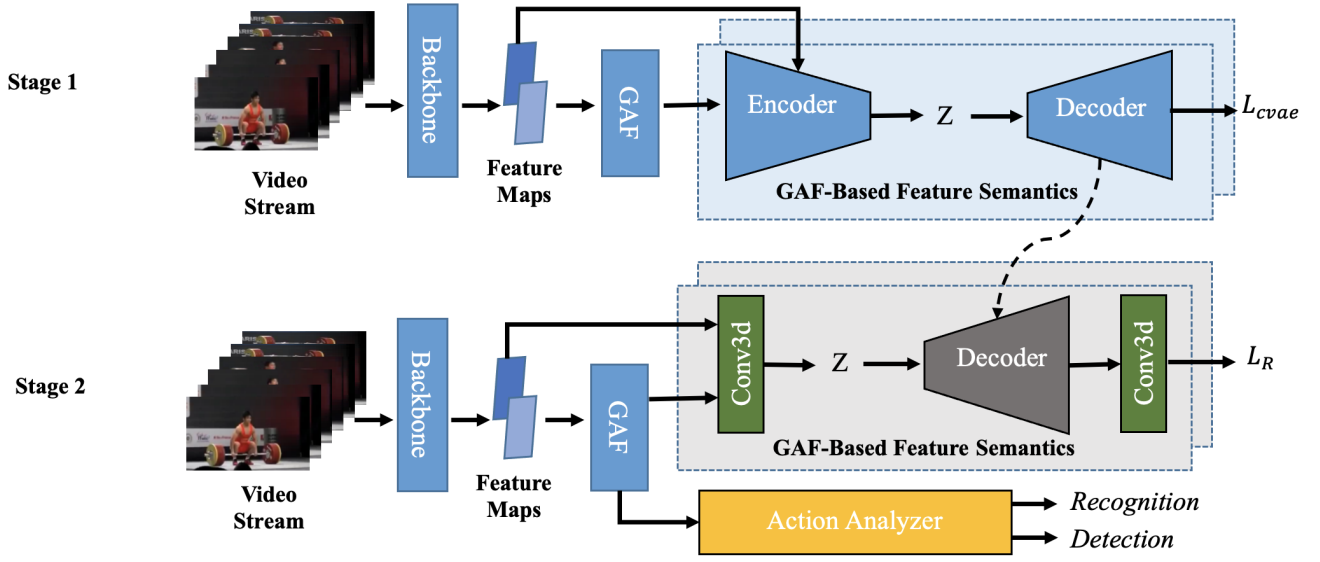 Stage 1
Video
Stream
Backbone
Feature
Maps
GAF
Encoder
Z
Decoder
L_cvae
GAF-Based Feature Semantics
Stage 2
Video
Stream
Backbone
Feature
Maps
GAF
Conv3d
Z
Decoder
Conv3d
L_R
GAF-Based Feature Semantics
Action Analyzer
Recognition
Detection